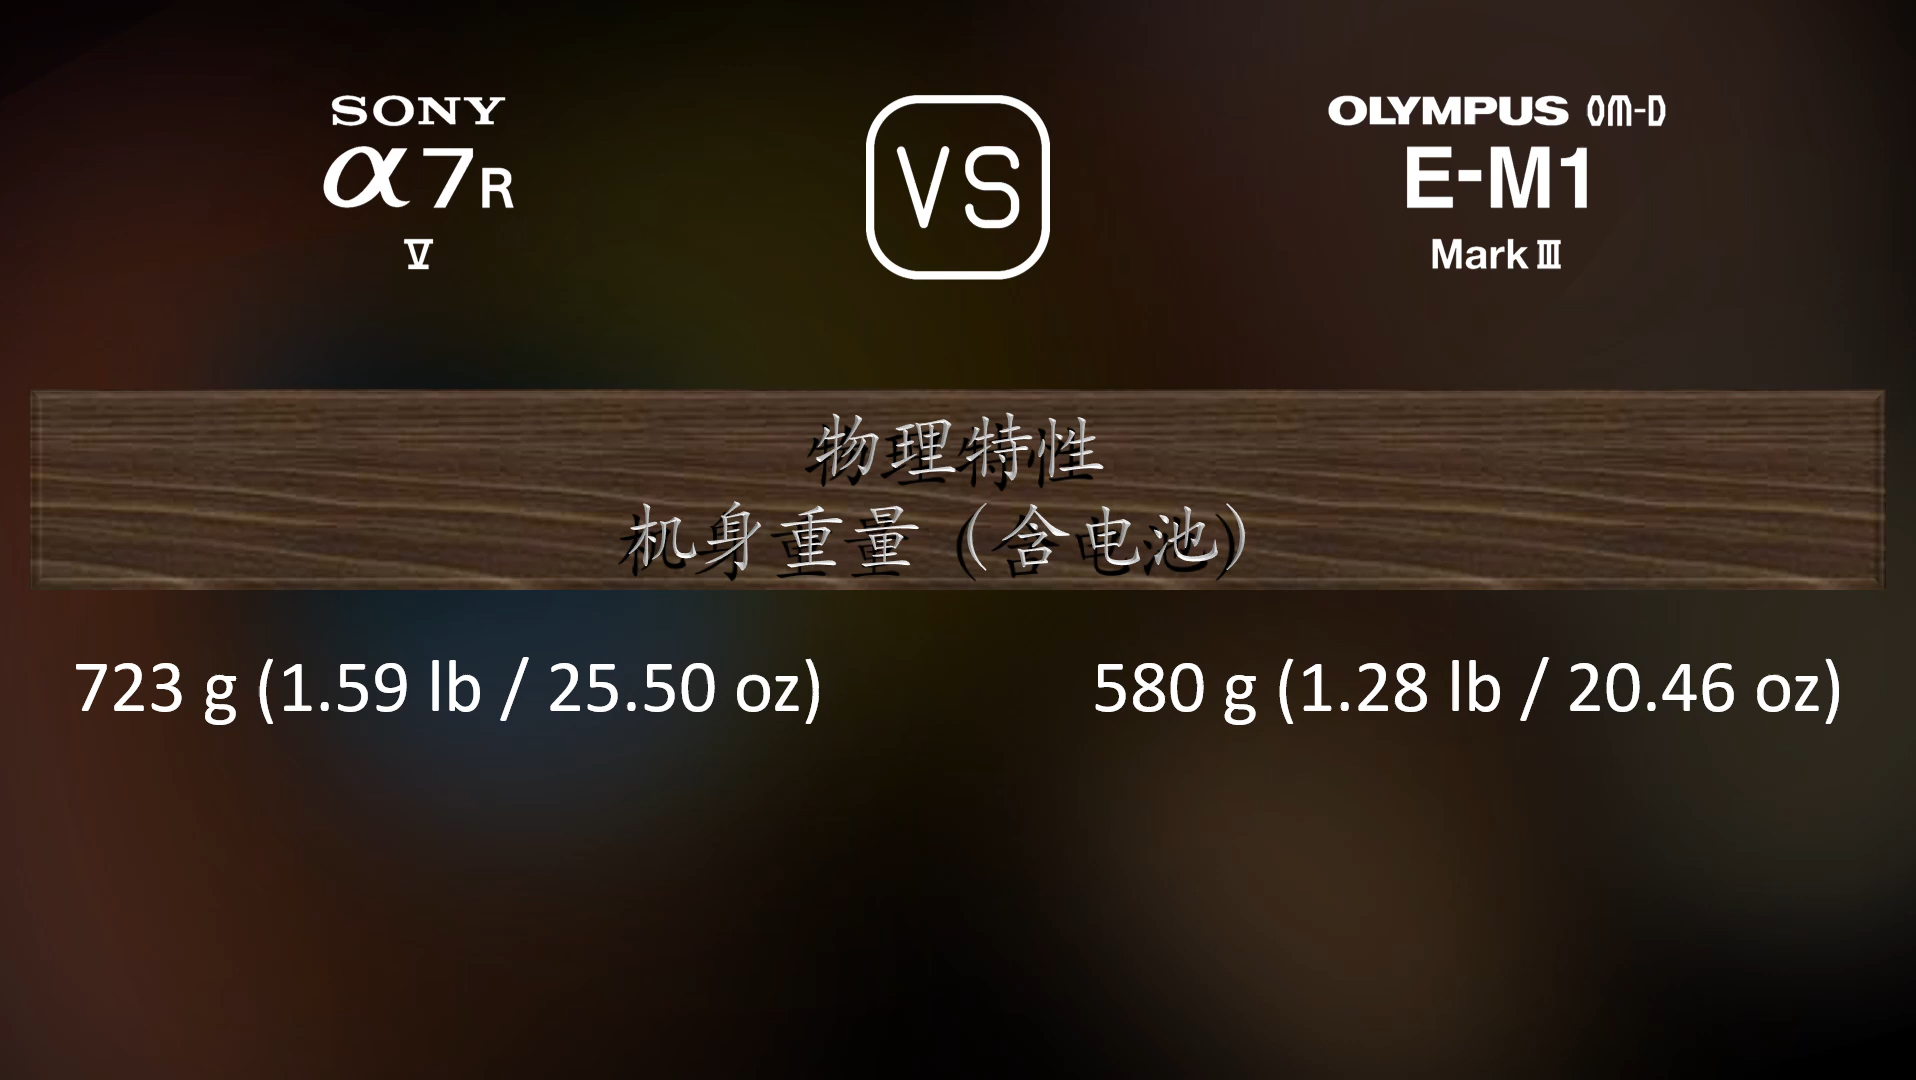 SONY
α7R
V
VS
OLYMPUS OM-D
E-M1
Mark III
物理特性
机身重量（含电池）
723 g (1.59 lb / 25.50 oz)
580 g (1.28 lb / 20.46 oz)